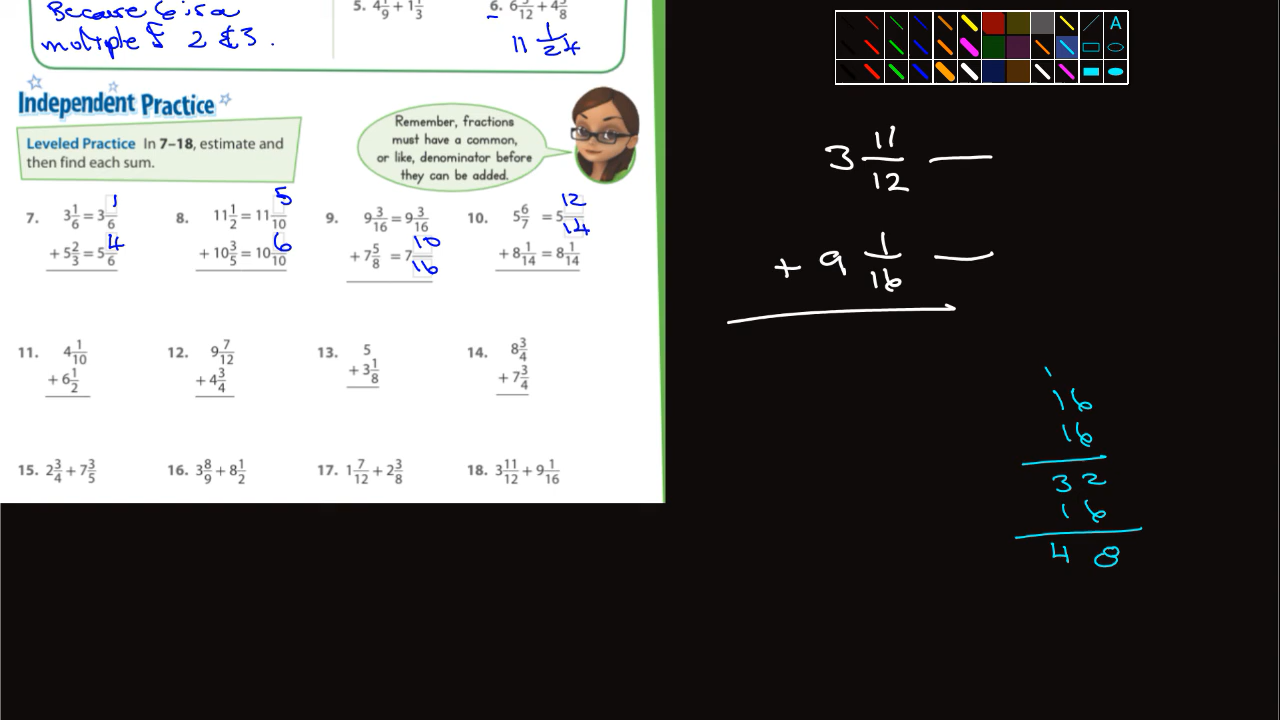 Because 6 is a
multiple of 2 & 3.
5. 4 1/9 + 1 1/3
11 1/24
Independent Practice
Leveled Practice In 7–18, estimate and
then find each sum.
Remember, fractions
must have a common,
or like, denominator before
they can be added.
7. 3 1/6 = 3 1/6
+ 5 2/3 = 5 4/6
8. 11 1/2 = 11 5/10
+ 10 3/5 = 10 6/10
9. 9 3/16 = 9 3/16
+ 7 5/8 = 7 10/16
10. 5 6/7 = 5 12/14
+ 8 1/14 = 8 1/14
11. 4 1/10
+ 6 1/2
12. 9 7/12
+ 4 3/4
13. 5
+ 3 1/8
14. 8 3/4
+ 7 3/4
15. 2 3/4 + 7 3/5
16. 3 8/9 + 8 1/2
17. 1 7/12 + 2 3/8
18. 3 11/12 + 9 1/16
A
3 11/12
+ 9 1/16
1
16
16
32
16
48